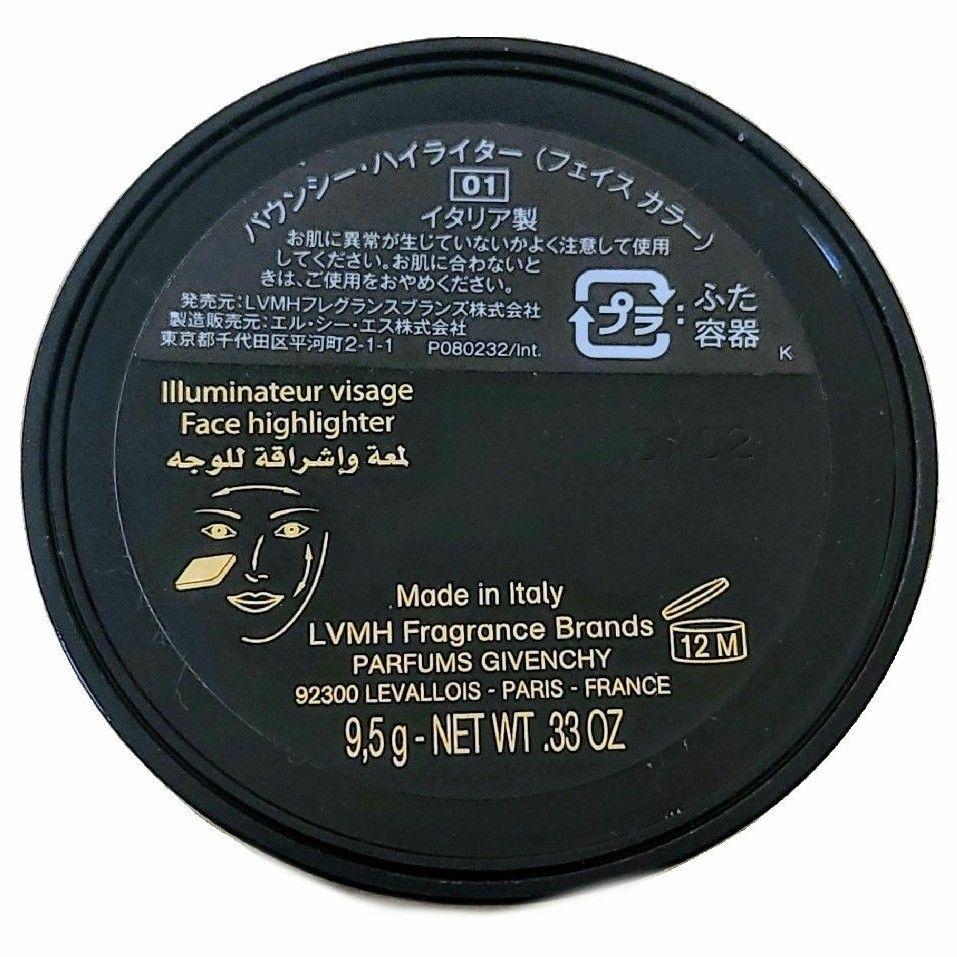 バウンシー・ハイライター（フェイス カラー）
01
イタリア製
お肌に異常が生じていないかよく注意して使用
してください。お肌に合わないと
きは、ご使用をおやめください。
発売元：LVMHフレグランスブランズ株式会社
製造販売元：エル・シー・エス株式会社
東京都千代田区平河町2-1-1 P080232/Int.
プラ：ふた
容器
K
Illuminateur visage
Face highlighter
لمعة وإشراقة للوجه
Made in Italy
LVMH Fragrance Brands
12 M
PARFUMS GIVENCHY
92300 LEVALLOIS - PARIS - FRANCE
9,5 g - NET WT .33 OZ